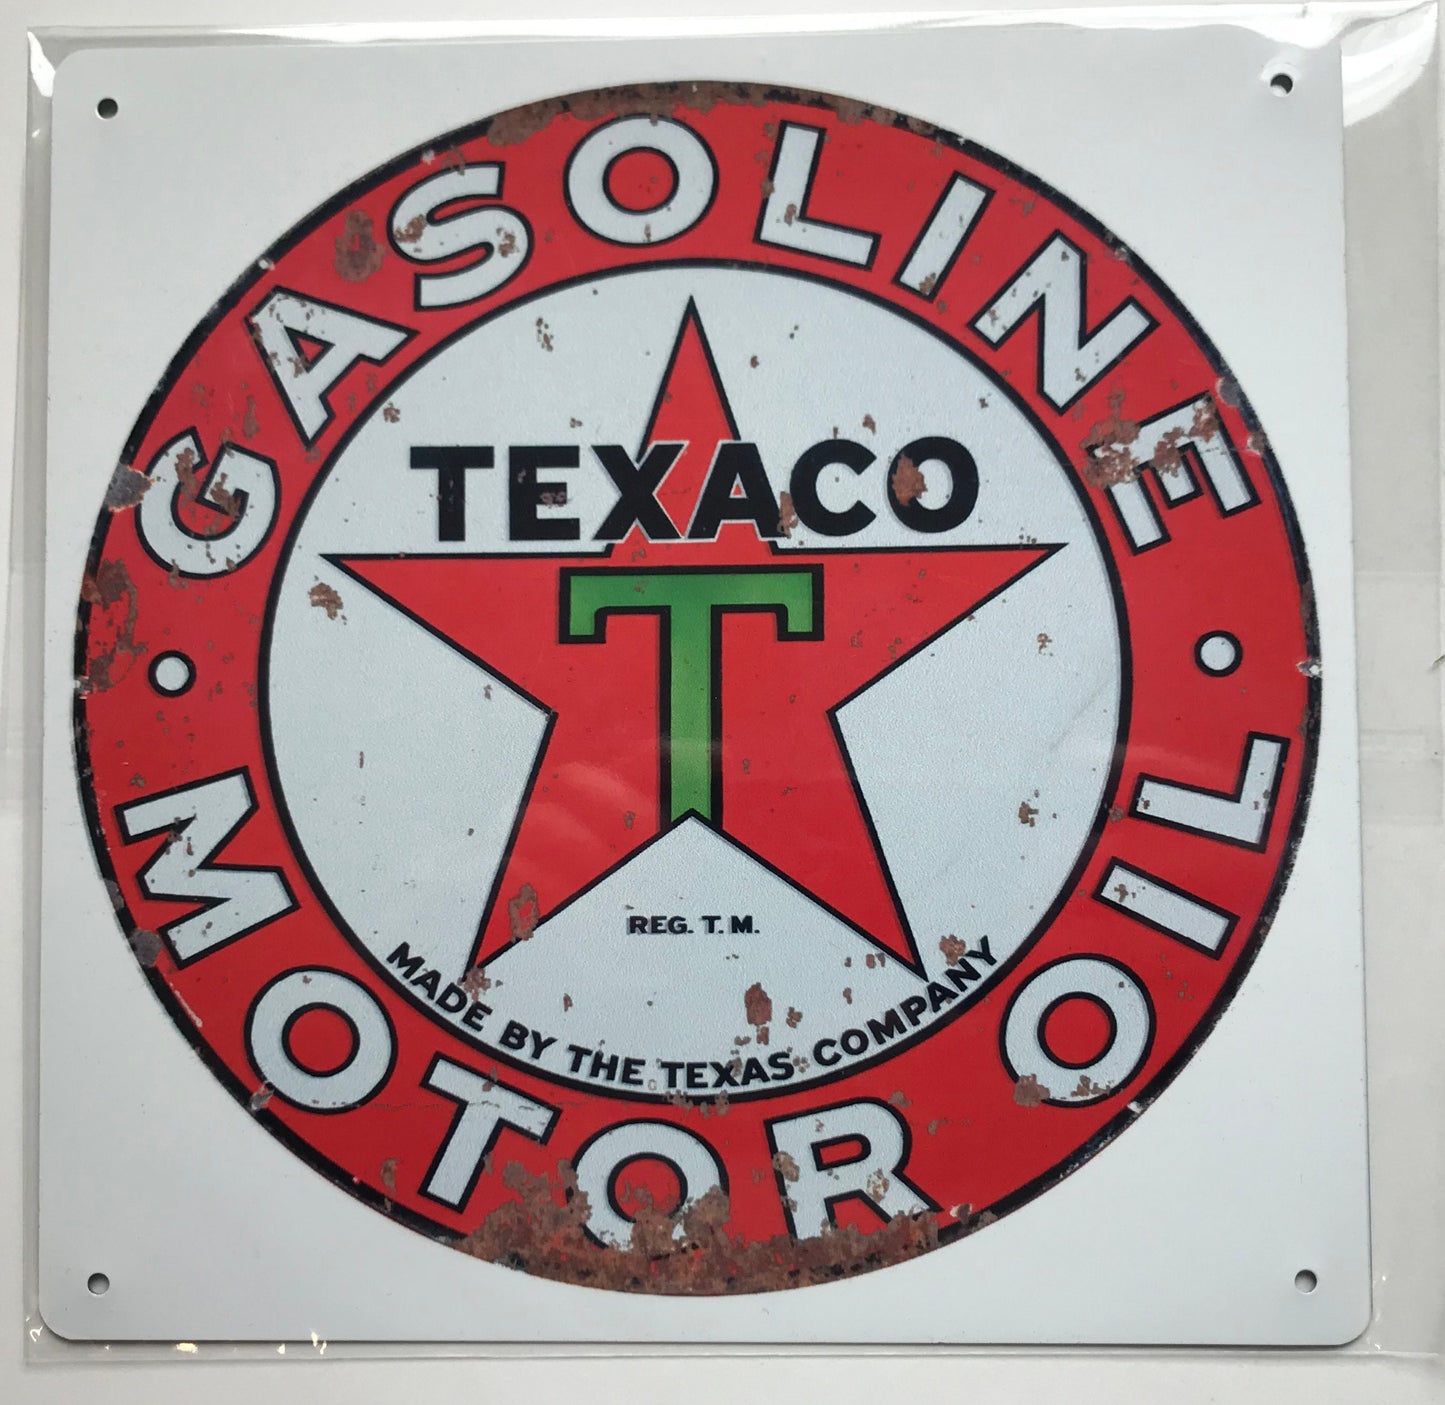 GASOLINE
TEXACO
T
REG. T. M.
MADE BY THE TEXAS COMPANY
MOTOR OIL